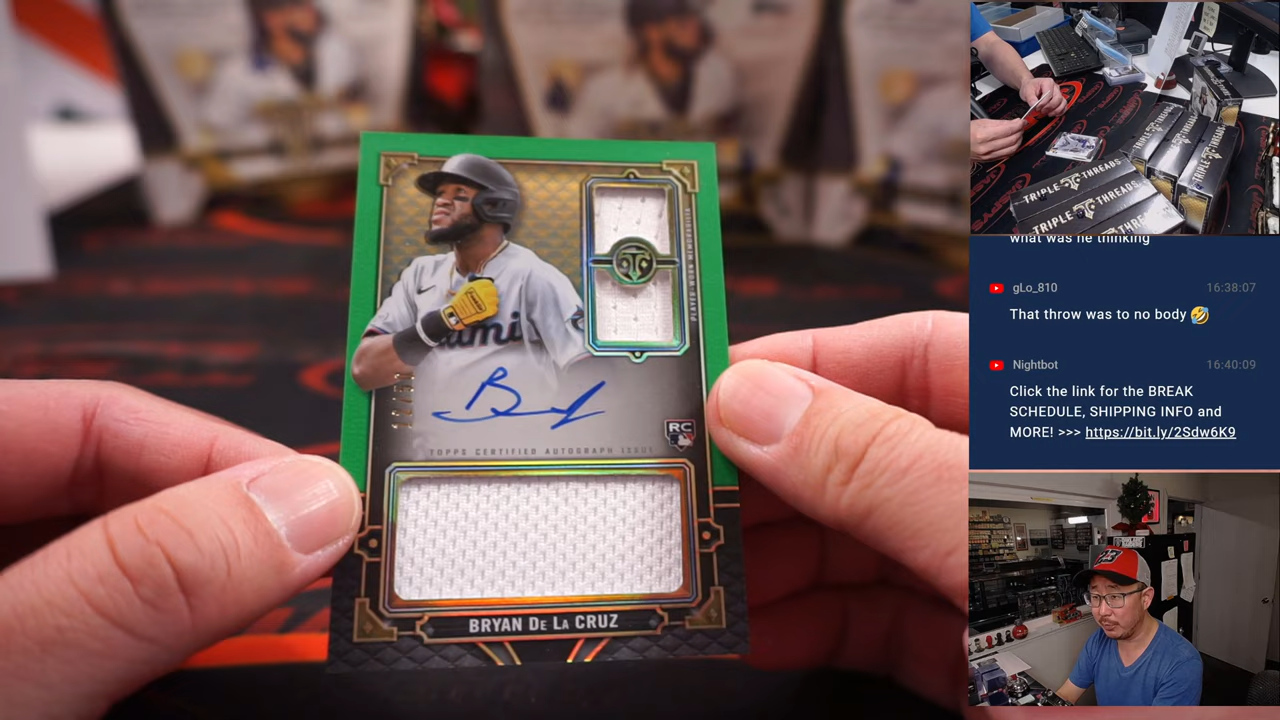 PLAYER-WORN MEMORABILIA
RC
TOPPS CERTIFIED AUTOGRAPH ISSUE
BRYAN DE LA CRUZ
TRIPLE THREADS
TRIPLE THREADS
what was he thinking
gLo_810 16:38:07
That throw was to no body🤣
Nightbot 16:40:09
Click the link for the BREAK
SCHEDULE, SHIPPING INFO and
MORE! >>> https://bit.ly/2Sdw6K9